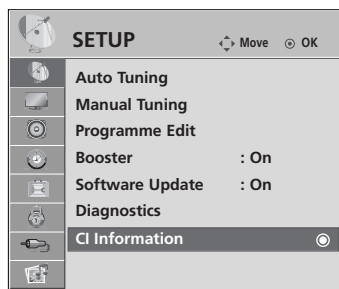 SETUP Move OK
Auto Tuning
Manual Tuning
Programme Edit
Booster : On
Software Update : On
Diagnostics
CI Information